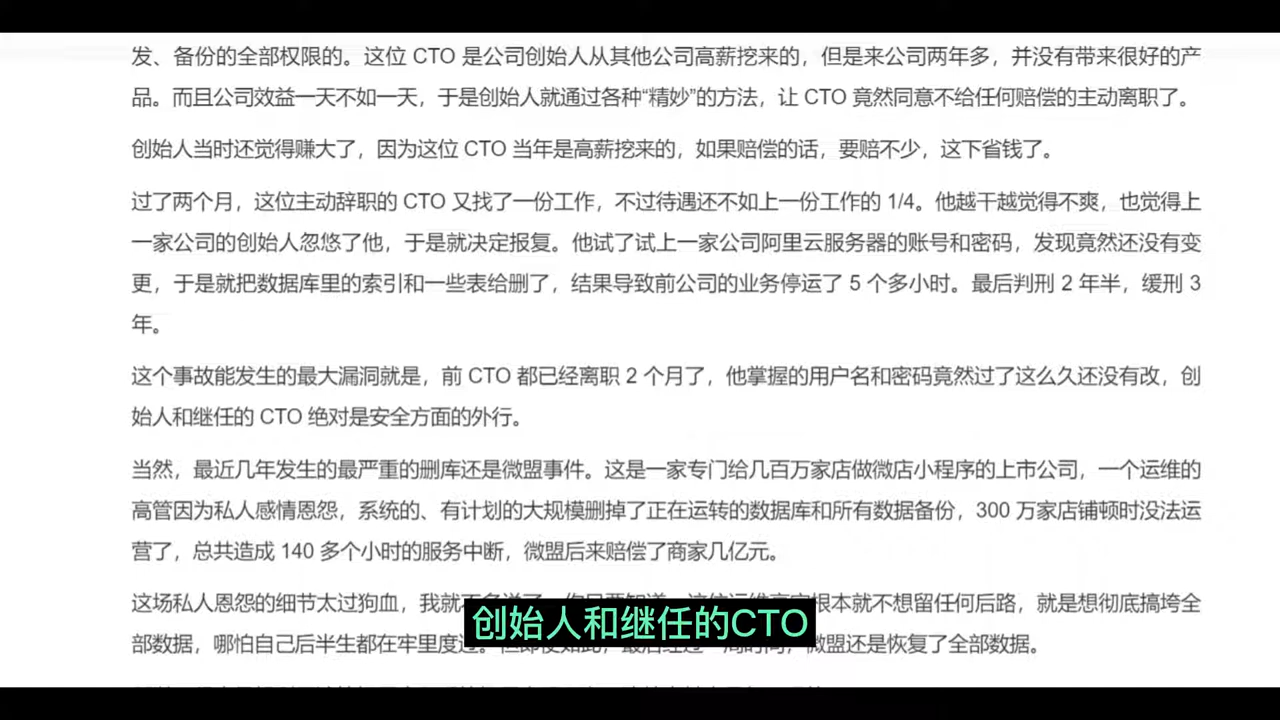 发、备份的全部权限的。这位 CTO 是公司创始人从其他公司高薪挖来的，但是来公司两年多，并没有带来很好的产
品。而且公司效益一天不如一天，于是创始人就通过各种“精妙”的方法，让 CTO 竟然同意不给任何赔偿的主动离职了。
创始人当时还觉得赚大了，因为这位 CTO 当年是高薪挖来的，如果赔偿的话，要赔不少，这下省钱了。
过了两个月，这位主动辞职的 CTO 又找了一份工作，不过待遇还不如上一份工作的 1/4。他越干越觉得不爽，也觉得上
一家公司的创始人忽悠了他，于是就决定报复。他试了试上一家公司阿里云服务器的账号和密码，发现竟然还没有变
更，于是就把数据库里的索引和一些表给删了，结果导致前公司的业务停运了 5 个多小时。最后判刑 2 年半，缓刑 3
年。
这个事故能发生的最大漏洞就是，前 CTO 都已经离职 2 个月了，他掌握的用户名和密码竟然过了这么久还没有改，创
始人和继任的 CTO 绝对是安全方面的外行。
当然，最近几年发生的最严重的删库还是微盟事件。这是一家专门给几百万家店做微店小程序的上市公司，一个运维的
高管因为私人感情恩怨，系统的、有计划的大规模删掉了正在运转的数据库和所有数据备份，300 万家店铺顿时没法运
营了，总共造成 140 多个小时的服务中断，微盟后来赔偿了商家几亿元。
这场私人恩怨的细节太过狗血，我就 根本就不想留任何后路，就是想彻底搞垮全
部数据，哪怕自己后半生都在牢里度过。 微盟还是恢复了全部数据。
创始人和继任的CTO